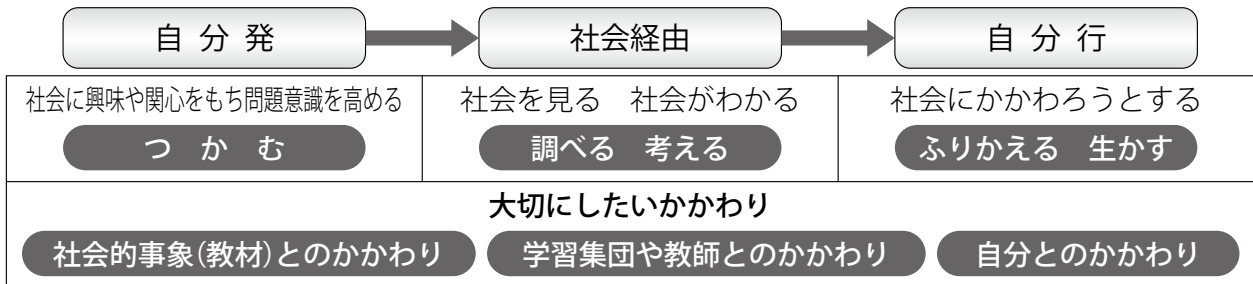 自分発 社会経由 自分行
社会に興味や関心をもち問題意識を高める 社会を見る 社会がわかる 社会にかかわろうとする
つかむ 調べる 考える ふりかえる 生かす
大切にしたいかかわり
社会的事象(教材)とのかかわり 学習集団や教師とのかかわり 自分とのかかわり